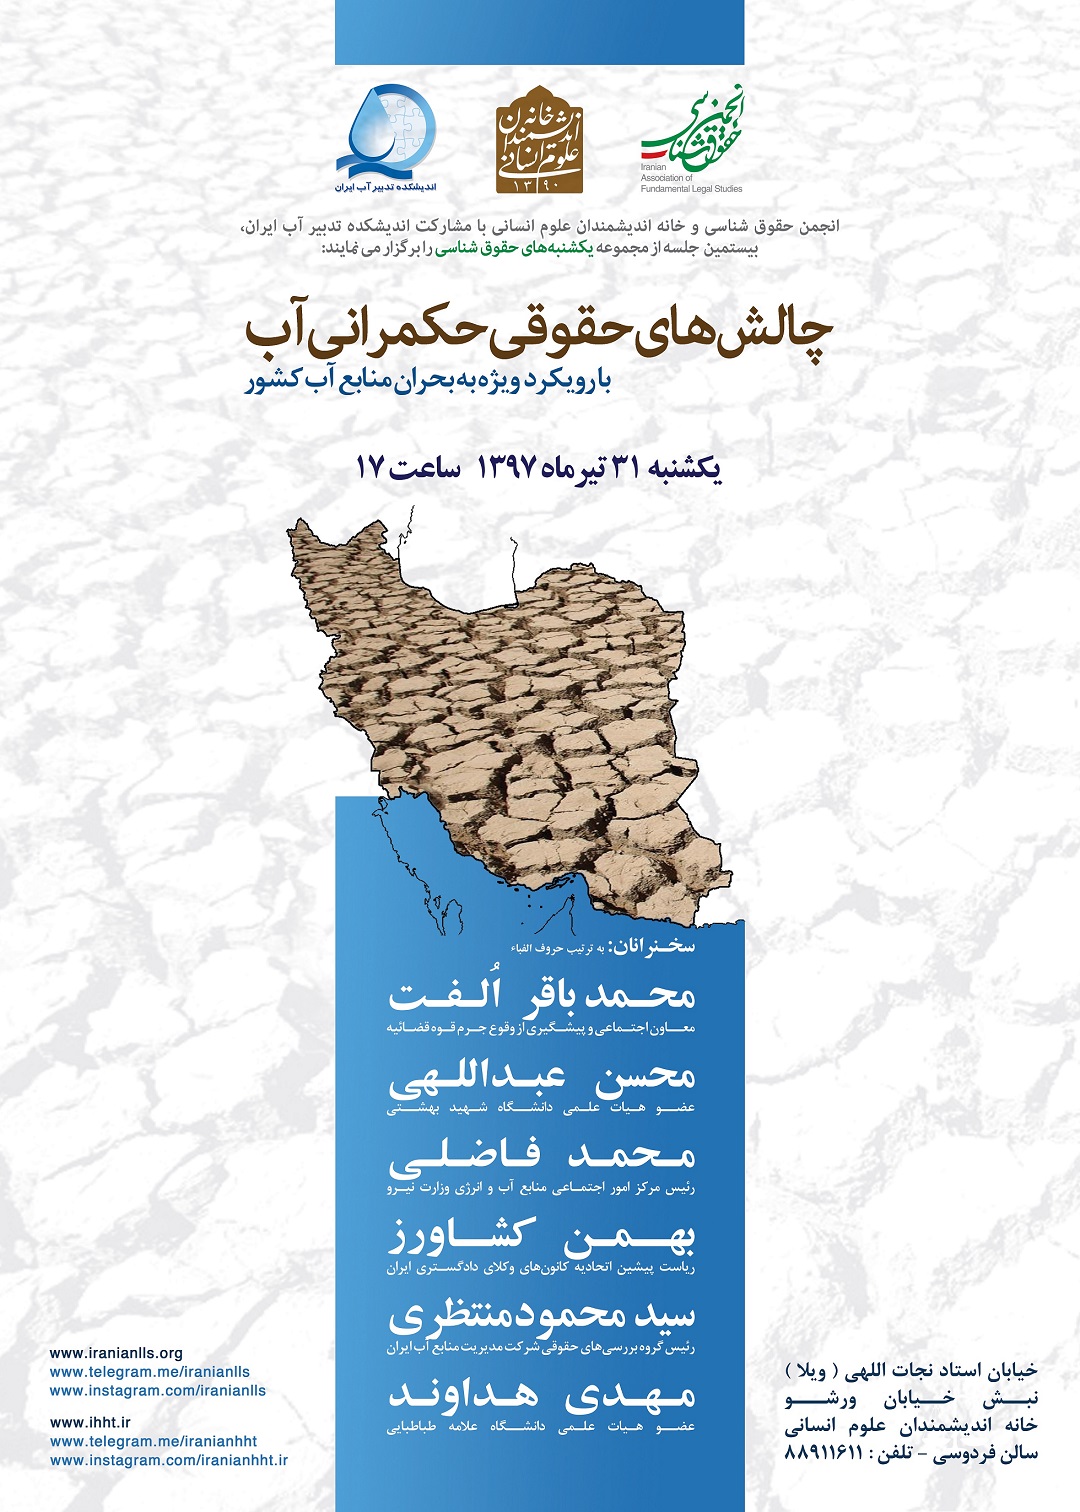 اندیشکده تدبیر آب ایران
خانه
اندیشمندان
علوم انسانی
۱۳۹۰
انجمن حقوق شناسی
Iranian
Association of
Fundamental Legal Studies
انجمن حقوق شناسی و خانه اندیشمندان علوم انسانی با مشارکت اندیشکده تدبیر آب ایران،
بیستمین جلسه از مجموعه یکشنبه‌های حقوق شناسی را برگزار می نمایند:
چالش‌های حقوقی حکمرانی آب
با رویکرد ویژه به بحران منابع آب کشور
یکشنبه ۳۱ تیر ماه ۱۳۹۷ ساعت ۱۷
سخنرانان: به ترتیب حروف الفباء
محمد باقر اُلفت
معاون اجتماعی و پیشگیری از وقوع جرم قوه قضائیه
محسن عبداللهی
عضو هیات علمی دانشگاه شهید بهشتی
محمد فاضلی
رئیس مرکز امور اجتماعی منابع آب و انرژی وزارت نیرو
بهمن کشاورز
ریاست پیشین اتحادیه کانون‌های وکلای دادگستری ایران
سید محمود منتظری
رئیس گروه بررسی‌های حقوقی شرکت مدیریت منابع آب ایران
مهدی هداوند
عضو هیات علمی دانشگاه علامه طباطبایی
خیابان استاد نجات اللهی ( ویلا )
نبش خیابان ورشو
خانه اندیشمندان علوم انسانی
سالن فردوسی - تلفن : ۸۸۹۱۱۶۱۱
www.iranianlls.org
www.telegram.me/iranianlls
www.instagram.com/iranianlls
www.ihht.ir
www.telegram.me/iranianhht
www.instagram.com/iranianhht.ir